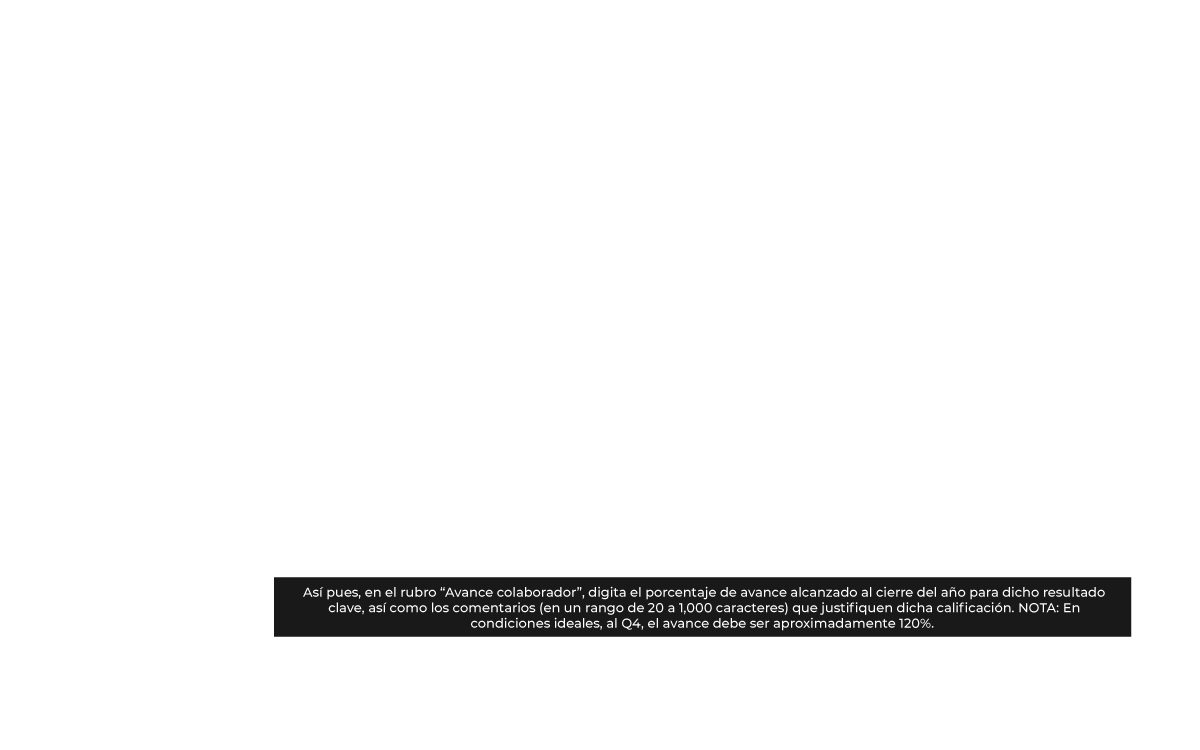 Así pues, en el rubro “Avance colaborador”, digita el porcentaje de avance alcanzado al cierre del año para dicho resultado
clave, así como los comentarios (en un rango de 20 a 1,000 caracteres) que justifiquen dicha calificación. NOTA: En
condiciones ideales, al Q4, el avance debe ser aproximadamente 120%.